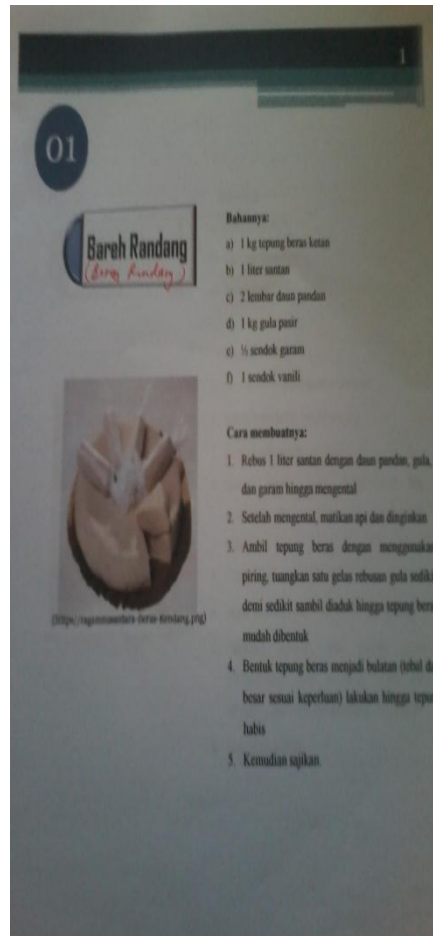 1
01
Bareh Randang
(Beras Randang)
Bahannya:
a) 1 kg tepung beras ketan
b) 1 liter santan
c) 2 lembar daun pandan
d) 1 kg gula pasir
e) ½ sendok garam
f) 1 sendok vanili
Cara membuatnya:
1. Rebus 1 liter santan dengan daun pandan, gula,
dan garam hingga mengental
2. Setelah mengental, matikan api dan dinginkan
3. Ambil tepung beras dengan menggunakan
piring, tuangkan satu gelas rebusan gula sediki
demi sedikit sambil diaduk hingga tepung bera
mudah dibentuk
4. Bentuk tepung beras menjadi bulatan (tebal da
besar sesuai keperluan) lakukan hingga tepun
habis
5. Kemudian sajikan.